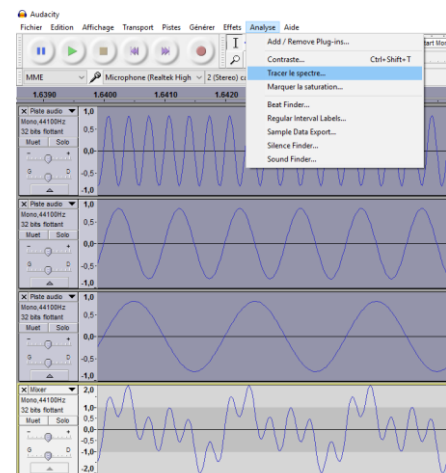 Audacity
Fichier Edition Affichage Transport Pistes Générer Effets Analyse Aide
Add / Remove Plug-ins...
Contraste... Ctrl+Shift+T
Tracer le spectre...
Marquer la saturation...
Beat Finder...
Regular Interval Labels...
Sample Data Export...
Silence Finder...
Sound Finder...
MME Microphone (Realtek High 2 (Stereo) ca
1.6390 1.6400 1.6410 1.6420
X Piste audio 1,0
Mono,44100Hz
32 bits flottant 0,5-
Muet Solo
- + 0,0-
G D -0,5-
-1,0
X Piste audio 1,0
Mono,44100Hz
32 bits flottant 0,5-
Muet Solo
- + 0,0-
G D -0,5-
-1,0
X Piste audio 1,0
Mono,44100Hz
32 bits flottant 0,5-
Muet Solo
- + 0,0-
G D -0,5-
-1,0
X Mixer 2,0
Mono,44100Hz
32 bits flottant 1,0-
Muet Solo 0,5-
- + 0,0-
-0,5-
G D -1,0-
-2,0